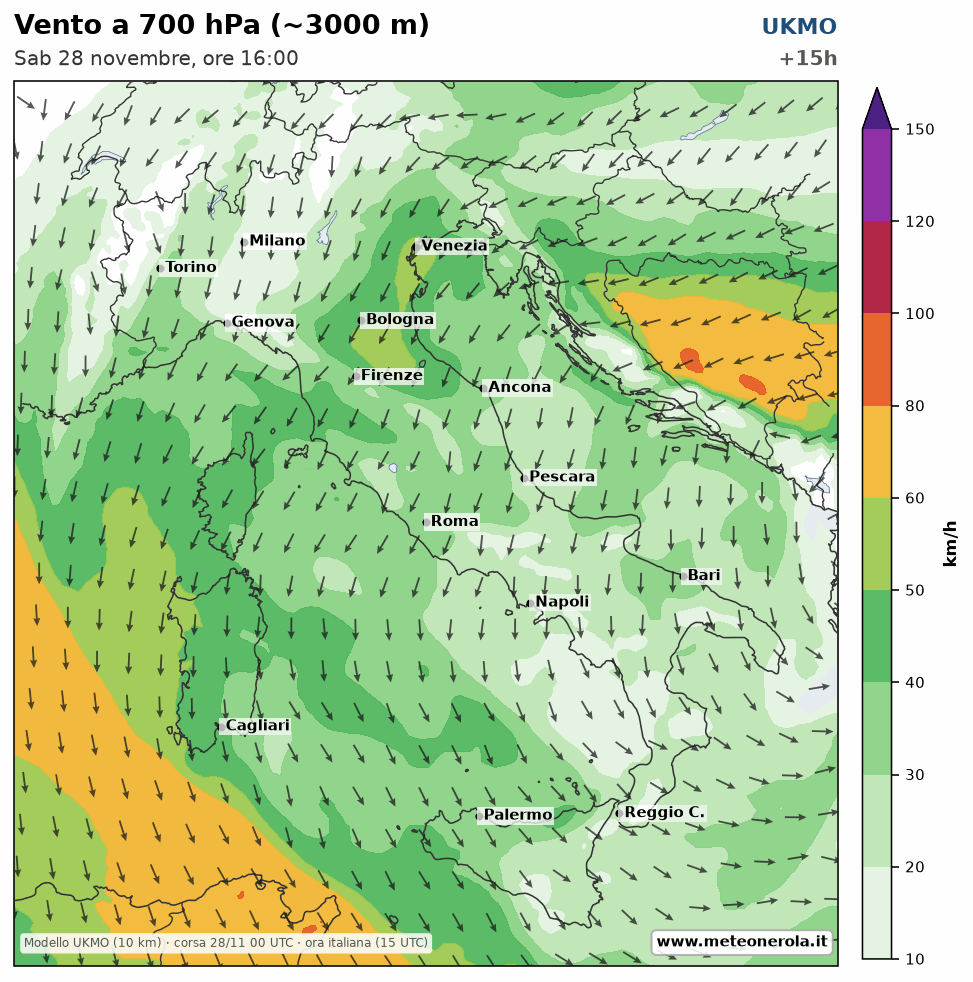 Vento a 700 hPa (~3000 m)
UKMO
Sab 28 novembre, ore 16:00
+15h
150
120
100
80
60
50
40
30
20
10
km/h
Milano
Venezia
Torino
Genova
Bologna
Firenze
Ancona
Pescara
Roma
Bari
Napoli
Cagliari
Palermo
Reggio C.
Modello UKMO (10 km) · corsa 28/11 00 UTC · ora italiana (15 UTC)
www.meteonerola.it